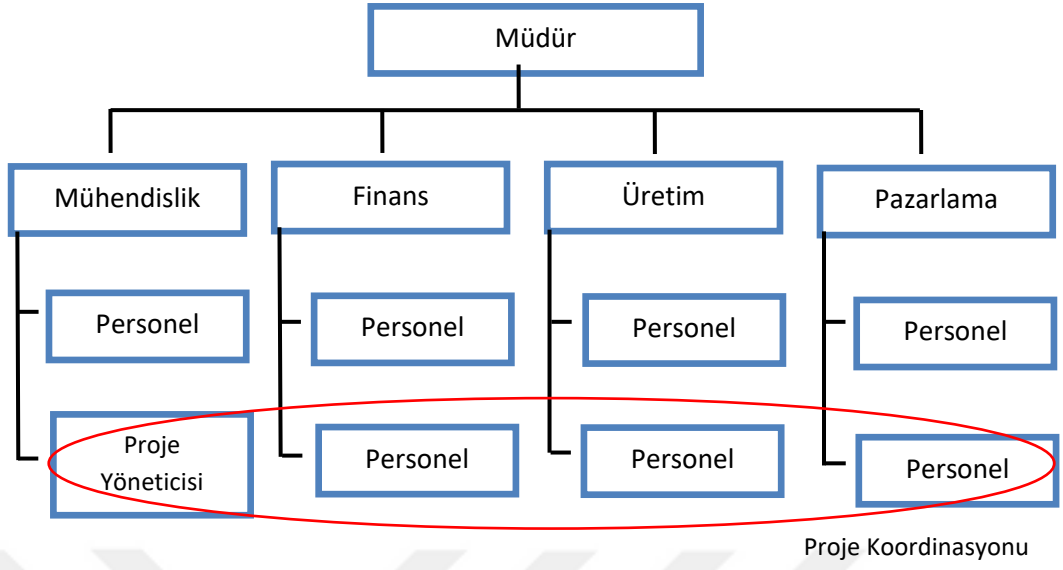 Müdür
Mühendislik
Finans
Üretim
Pazarlama
Personel
Personel
Personel
Personel
Proje
Yöneticisi
Personel
Personel
Personel
Proje Koordinasyonu